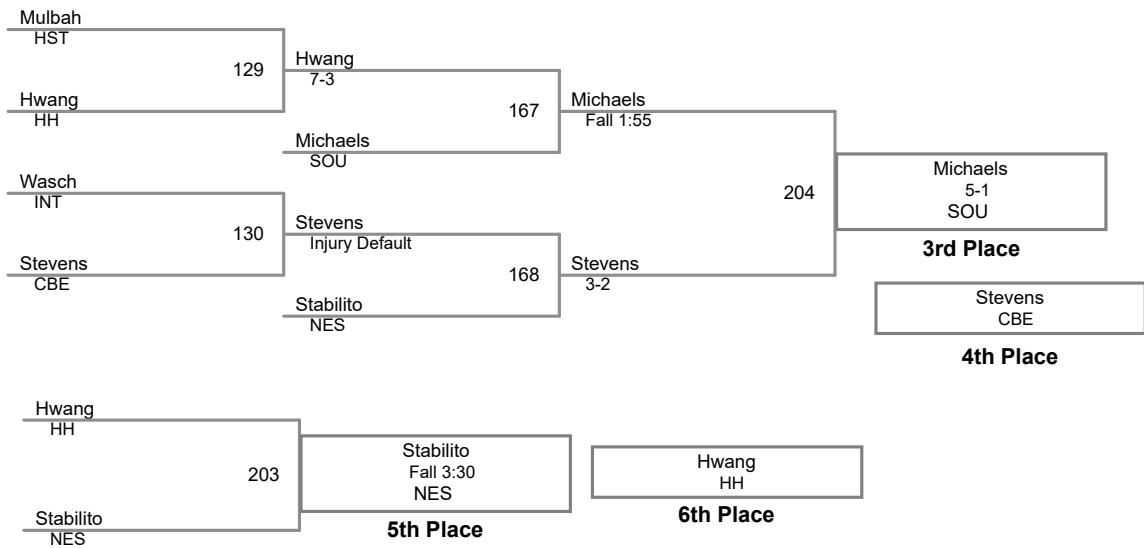 Mulbah
HST
129
Hwang
7-3
Hwang
HH
167
Michaels
Fall 1:55
Michaels
SOU
Wasch
INT
204
Michaels
5-1
SOU
3rd Place
130
Stevens
Injury Default
Stevens
CBE
168
Stevens
3-2
Stabilito
NES
Stevens
CBE
4th Place
Hwang
HH
203
Stabilito
Fall 3:30
NES
5th Place
Hwang
HH
6th Place
Stabilito
NES